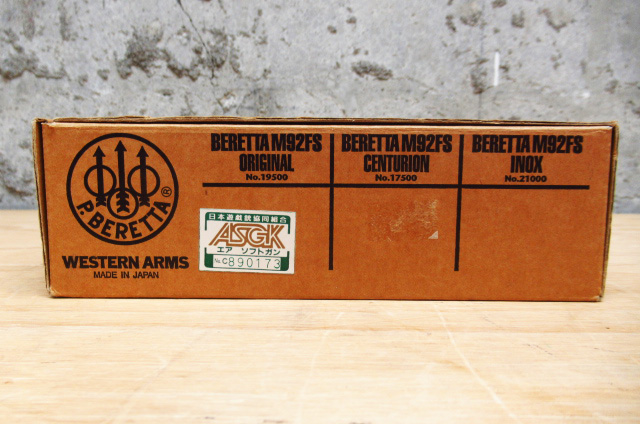 P. BERETTA®
WESTERN ARMS
MADE IN JAPAN
BERETTA M92FS
ORIGINAL
No.19500
BERETTA M92FS
CENTURION
No.17500
BERETTA M92FS
INOX
No.21000
日本遊戯銃協同組合
ASGK
エア ソフトガン
№C890173